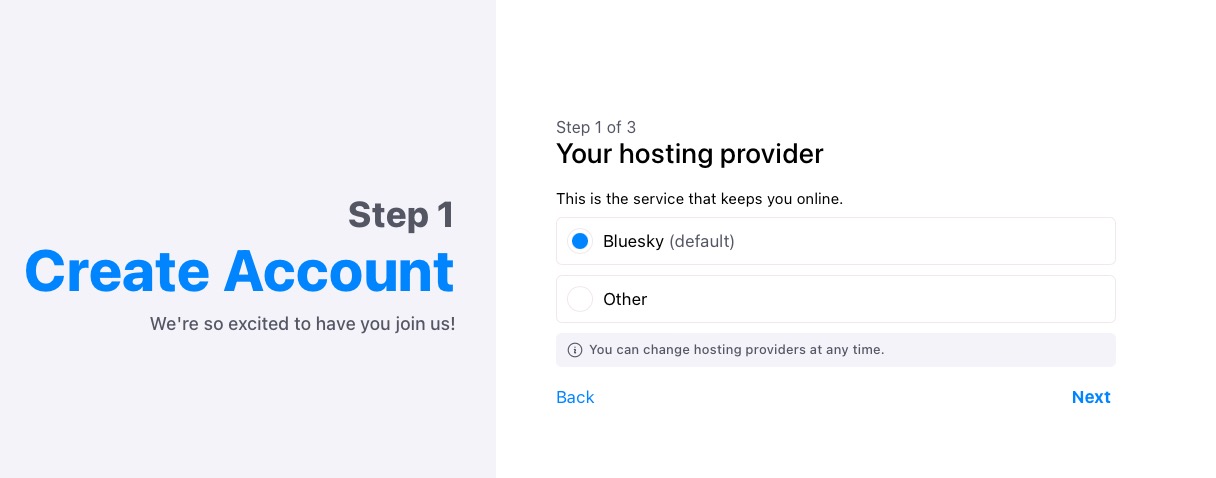 Step 1
Create Account
We're so excited to have you join us!
Step 1 of 3
Your hosting provider
This is the service that keeps you online.
Bluesky (default)
Other
You can change hosting providers at any time.
Back
Next